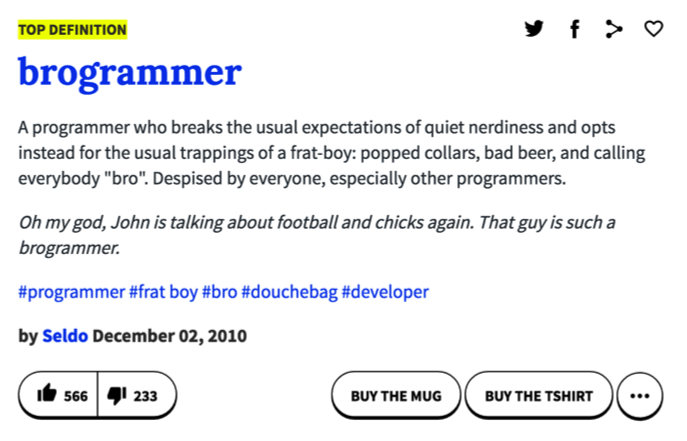 TOP DEFINITION
brogrammer
A programmer who breaks the usual expectations of quiet nerdiness and opts
instead for the usual trappings of a frat-boy: popped collars, bad beer, and calling
everybody "bro". Despised by everyone, especially other programmers.
Oh my god, John is talking about football and chicks again. That guy is such a
brogrammer.
#programmer #frat boy #bro #douchebag #developer
by Seldo December 02, 2010
566 233 BUY THE MUG BUY THE TSHIRT